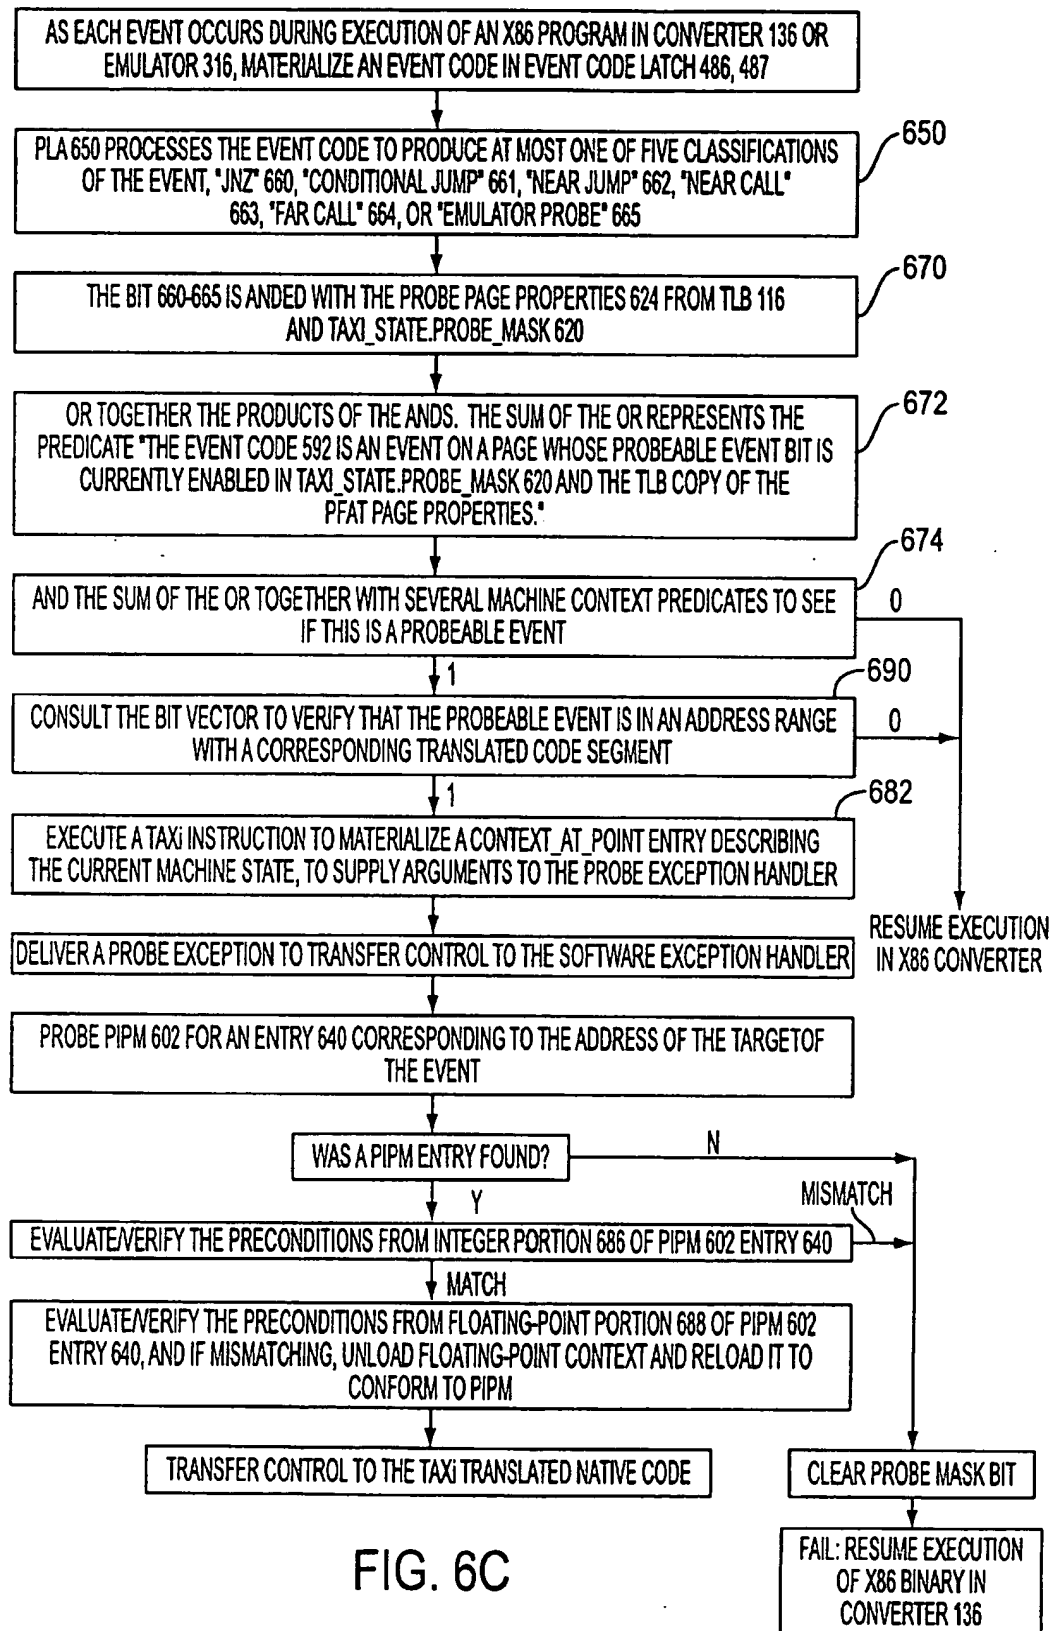 AS EACH EVENT OCCURS DURING EXECUTION OF AN X86 PROGRAM IN CONVERTER 136 OR
EMULATOR 316, MATERIALIZE AN EVENT CODE IN EVENT CODE LATCH 486, 487
650
PLA 650 PROCESSES THE EVENT CODE TO PRODUCE AT MOST ONE OF FIVE CLASSIFICATIONS
OF THE EVENT, "JNZ" 660, "CONDITIONAL JUMP" 661, "NEAR JUMP" 662, "NEAR CALL"
663, "FAR CALL" 664, OR "EMULATOR PROBE" 665
670
THE BIT 660-665 IS ANDED WITH THE PROBE PAGE PROPERTIES 624 FROM TLB 116
AND TAXI_STATE.PROBE_MASK 620
672
OR TOGETHER THE PRODUCTS OF THE ANDS. THE SUM OF THE OR REPRESENTS THE
PREDICATE "THE EVENT CODE 592 IS AN EVENT ON A PAGE WHOSE PROBEABLE EVENT BIT IS
CURRENTLY ENABLED IN TAXI_STATE.PROBE_MASK 620 AND THE TLB COPY OF THE
PFAT PAGE PROPERTIES."
674
AND THE SUM OF THE OR TOGETHER WITH SEVERAL MACHINE CONTEXT PREDICATES TO SEE
IF THIS IS A PROBEABLE EVENT
0
1
690
CONSULT THE BIT VECTOR TO VERIFY THAT THE PROBEABLE EVENT IS IN AN ADDRESS RANGE
WITH A CORRESPONDING TRANSLATED CODE SEGMENT
0
1
682
EXECUTE A TAXi INSTRUCTION TO MATERIALIZE A CONTEXT_AT_POINT ENTRY DESCRIBING
THE CURRENT MACHINE STATE, TO SUPPLY ARGUMENTS TO THE PROBE EXCEPTION HANDLER
RESUME EXECUTION
IN X86 CONVERTER
DELIVER A PROBE EXCEPTION TO TRANSFER CONTROL TO THE SOFTWARE EXCEPTION HANDLER
PROBE PIPM 602 FOR AN ENTRY 640 CORRESPONDING TO THE ADDRESS OF THE TARGETOF
THE EVENT
WAS A PIPM ENTRY FOUND?
N
Y
MISMATCH
EVALUATE/VERIFY THE PRECONDITIONS FROM INTEGER PORTION 686 OF PIPM 602 ENTRY 640
MATCH
EVALUATE/VERIFY THE PRECONDITIONS FROM FLOATING-POINT PORTION 688 OF PIPM 602
ENTRY 640, AND IF MISMATCHING, UNLOAD FLOATING-POINT CONTEXT AND RELOAD IT TO
CONFORM TO PIPM
TRANSFER CONTROL TO THE TAXi TRANSLATED NATIVE CODE
CLEAR PROBE MASK BIT
FAIL: RESUME EXECUTION
OF X86 BINARY IN
CONVERTER 136
FIG. 6C